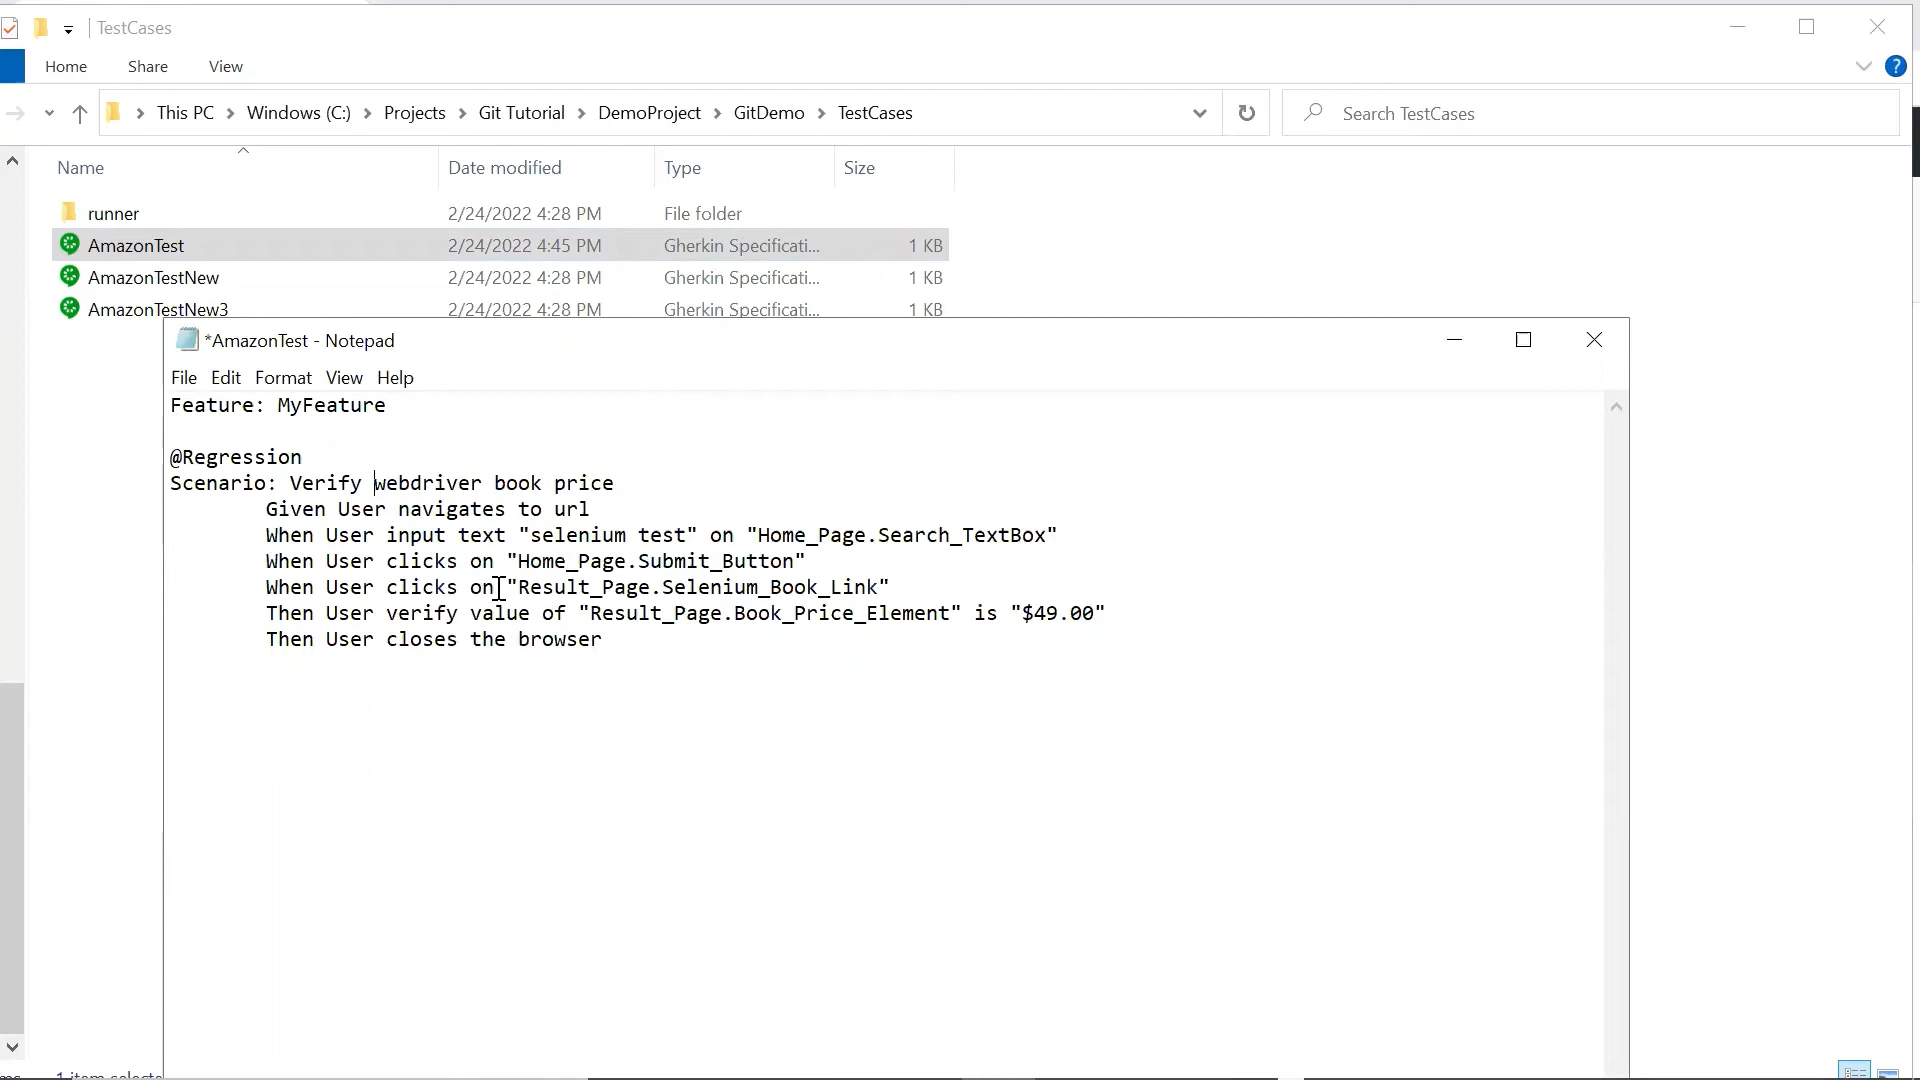 TestCases
Home Share View
This PC Windows (C:) Projects Git Tutorial DemoProject GitDemo TestCases Search TestCases
Name Date modified Type Size
runner 2/24/2022 4:28 PM File folder
AmazonTest 2/24/2022 4:45 PM Gherkin Specificati... 1 KB
AmazonTestNew 2/24/2022 4:28 PM Gherkin Specificati... 1 KB
AmazonTestNew3 2/24/2022 4:28 PM Gherkin Specificati... 1 KB
*AmazonTest - Notepad
File Edit Format View Help
Feature: MyFeature
@Regression
Scenario: Verify webdriver book price
Given User navigates to url
When User input text "selenium test" on "Home_Page.Search_TextBox"
When User clicks on "Home_Page.Submit_Button"
When User clicks on "Result_Page.Selenium_Book_Link"
Then User verify value of "Result_Page.Book_Price_Element" is "$49.00"
Then User closes the browser
1 item